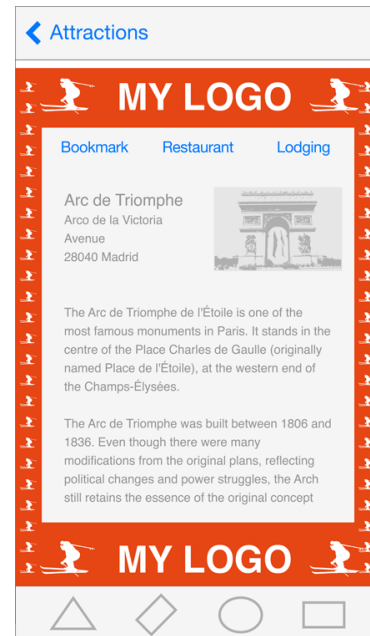 Attractions
MY LOGO
Bookmark Restaurant Lodging
Arc de Triomphe
Arco de la Victoria
Avenue
28040 Madrid
The Arc de Triomphe de l'Étoile is one of the
most famous monuments in Paris. It stands in the
centre of the Place Charles de Gaulle (originally
named Place de l'Étoile), at the western end of
the Champs-Élysées.
The Arc de Triomphe was built between 1806 and
1836. Even though there were many
modifications from the original plans, reflecting
political changes and power struggles, the Arch
still retains the essence of the original concept
MY LOGO